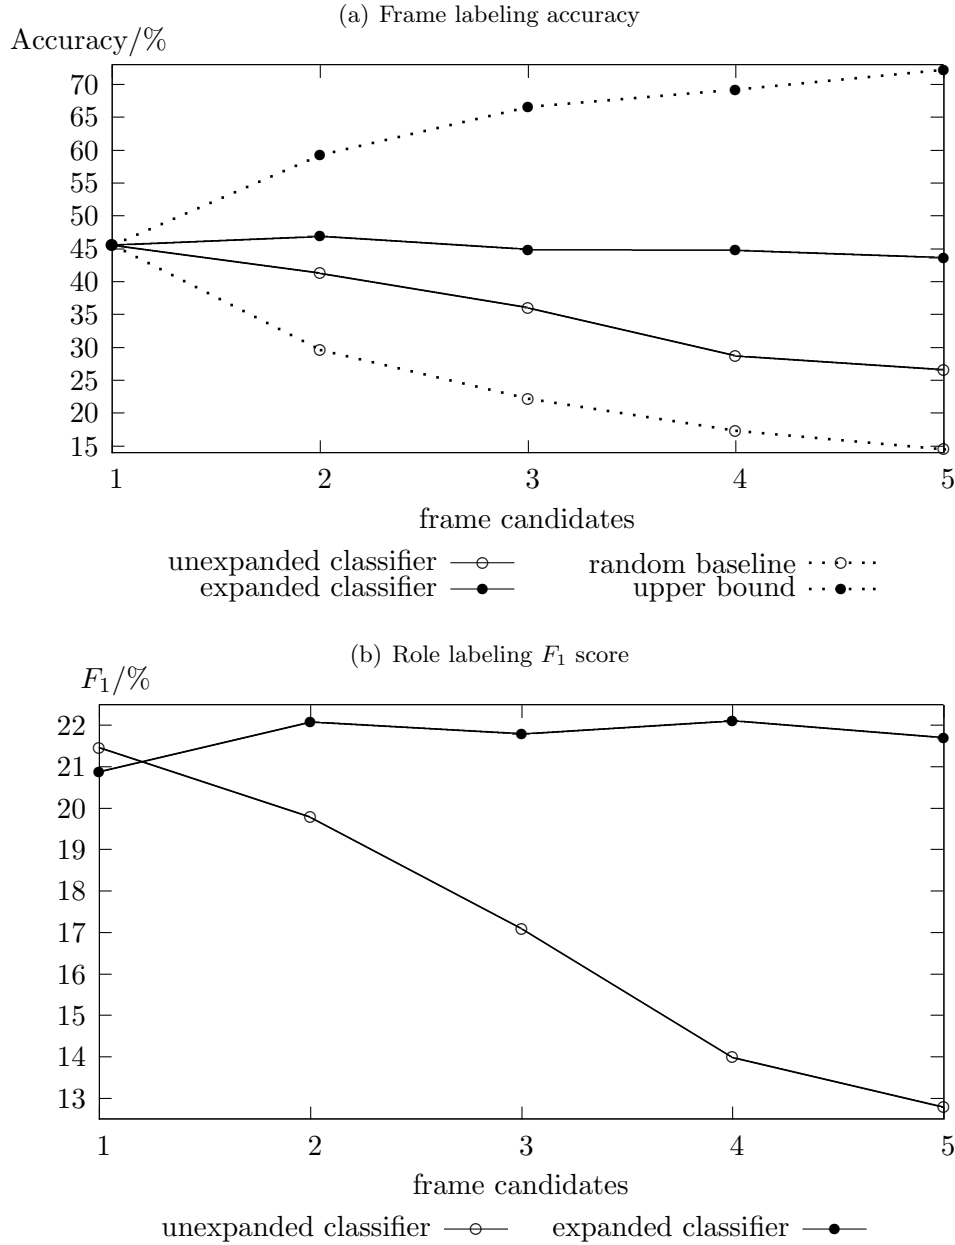 (a) Frame labeling accuracy
Accuracy/%
70
65
60
55
50
45
40
35
30
25
20
15
1 2 3 4 5
frame candidates
unexpanded classifier random baseline
expanded classifier upper bound
(b) Role labeling F₁ score
F₁/%
22
21
20
19
18
17
16
15
14
13
1 2 3 4 5
frame candidates
unexpanded classifier expanded classifier